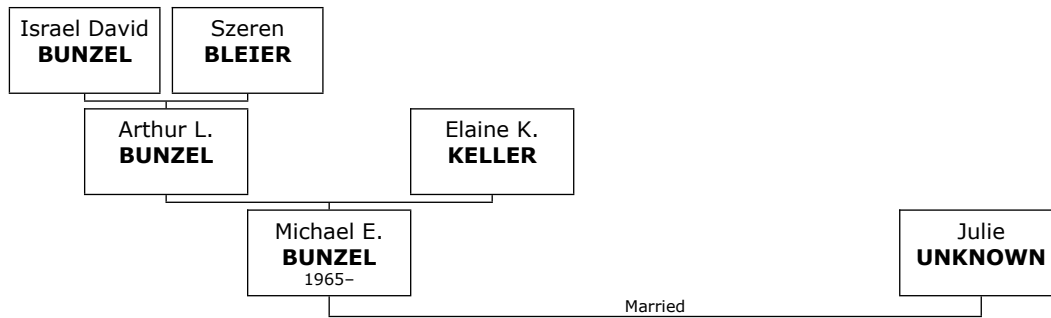 Israel David
BUNZEL
Szeren
BLEIER
Arthur L.
BUNZEL
Elaine K.
KELLER
Michael E.
BUNZEL
1965–
Julie
UNKNOWN
Married